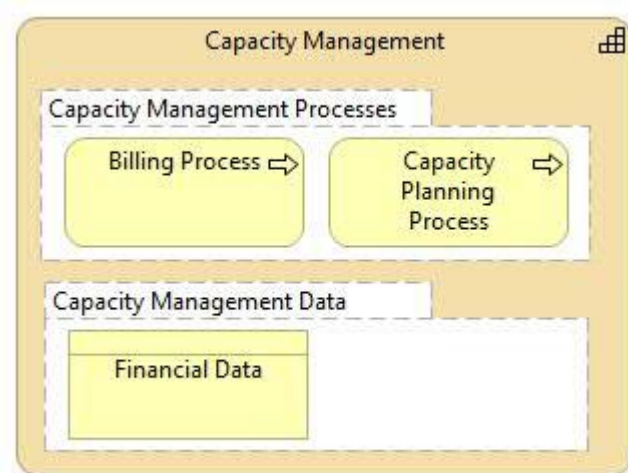 Capacity Management
Capacity Management Processes
Billing Process
Capacity
Planning
Process
Capacity Management Data
Financial Data